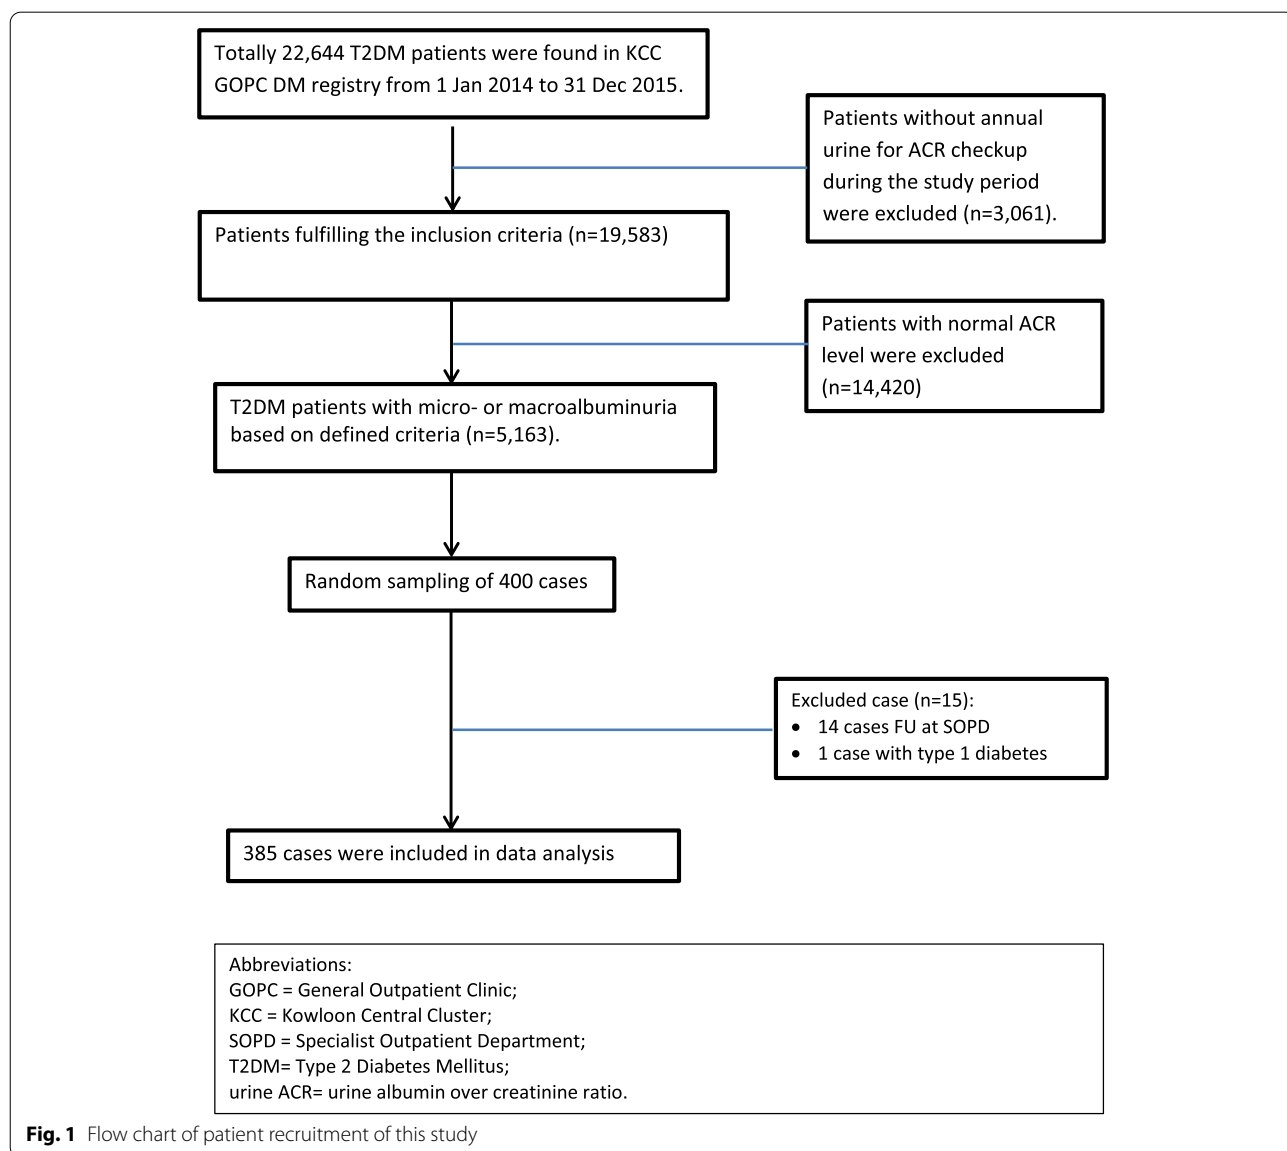 Totally 22,644 T2DM patients were found in KCC
GOPC DM registry from 1 Jan 2014 to 31 Dec 2015.
Patients without annual
urine for ACR checkup
during the study period
were excluded (n=3,061).
Patients fulfilling the inclusion criteria (n=19,583)
Patients with normal ACR
level were excluded
(n=14,420)
T2DM patients with micro- or macroalbuminuria
based on defined criteria (n=5,163).
Random sampling of 400 cases
Excluded case (n=15):
• 14 cases FU at SOPD
• 1 case with type 1 diabetes
385 cases were included in data analysis
Abbreviations:
GOPC = General Outpatient Clinic;
KCC = Kowloon Central Cluster;
SOPD = Specialist Outpatient Department;
T2DM= Type 2 Diabetes Mellitus;
urine ACR= urine albumin over creatinine ratio.
Fig. 1 Flow chart of patient recruitment of this study